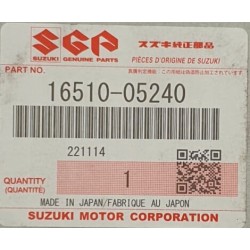 SGP
スズキ純正部品
SUZUKI GENUINE PARTS
PIÈCES D'ORIGINE DE SUZUKI
PART NO.
16510-05240
221114
QUANTITY
(QUANTITÉ)
1
MADE IN JAPAN/FABRIQUE AU JAPON
SUZUKI MOTOR CORPORATION